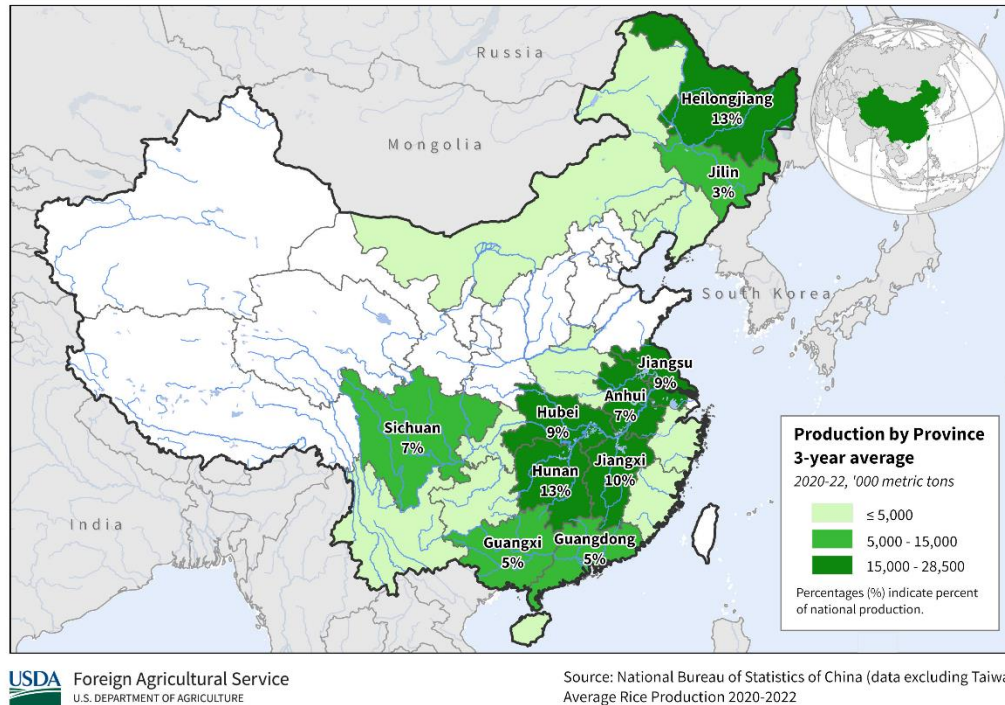 Russia
Mongolia
South Korea
India
Heilongjiang
13%
Jilin
3%
Jiangsu
9%
Anhui
7%
Hubei
9%
Sichuan
7%
Hunan
13%
Jiangxi
10%
Guangxi
5%
Guangdong
5%
Production by Province
3-year average
2020-22, '000 metric tons
≤ 5,000
5,000 - 15,000
15,000 - 28,500
Percentages (%) indicate percent
of national production.
USDA Foreign Agricultural Service
U.S. DEPARTMENT OF AGRICULTURE
Source: National Bureau of Statistics of China (data excluding Taiwa
Average Rice Production 2020-2022